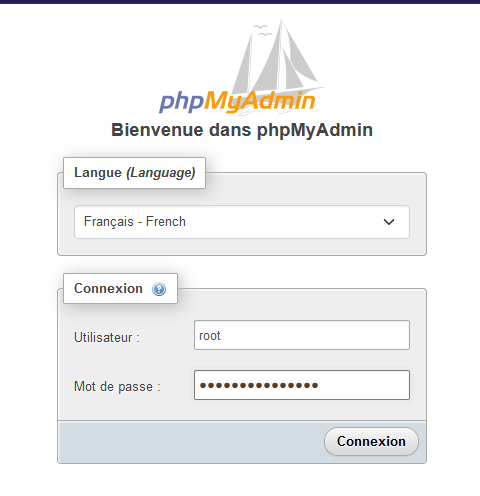 phpMyAdmin
Bienvenue dans phpMyAdmin
Langue (Language)
Français - French
Connexion
Utilisateur : root
Mot de passe : •••••••••••••••
Connexion